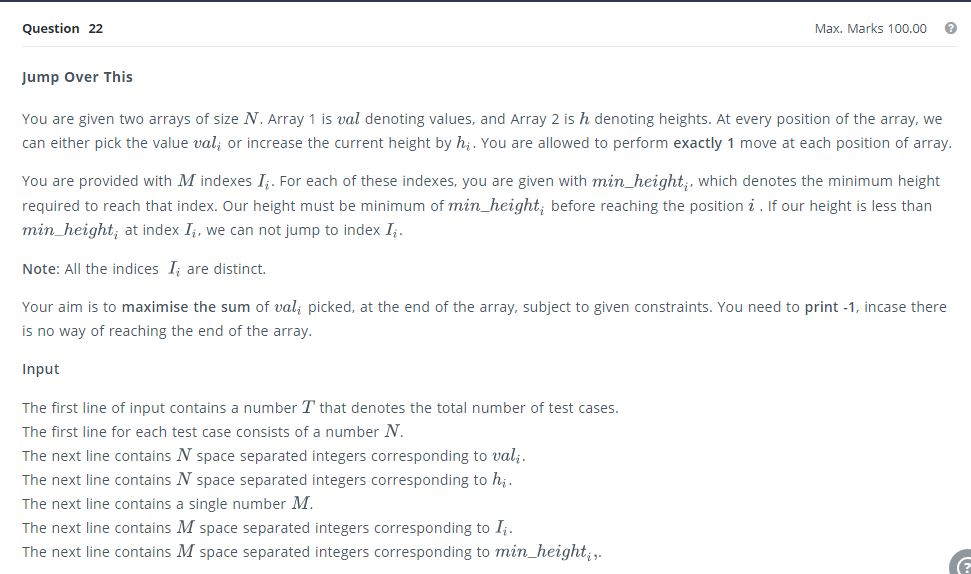 Question 22
Max. Marks 100.00
Jump Over This
You are given two arrays of size N. Array 1 is val denoting values, and Array 2 is h denoting heights. At every position of the array, we
can either pick the value val_i or increase the current height by h_i. You are allowed to perform exactly 1 move at each position of array.
You are provided with M indexes I_i. For each of these indexes, you are given with min_height_i, which denotes the minimum height
required to reach that index. Our height must be minimum of min_height_i before reaching the position i . If our height is less than
min_height_i at index I_i, we can not jump to index I_i.
Note: All the indices I_i are distinct.
Your aim is to maximise the sum of val_i picked, at the end of the array, subject to given constraints. You need to print -1, incase there
is no way of reaching the end of the array.
Input
The first line of input contains a number T that denotes the total number of test cases.
The first line for each test case consists of a number N.
The next line contains N space separated integers corresponding to val_i.
The next line contains N space separated integers corresponding to h_i.
The next line contains a single number M.
The next line contains M space separated integers corresponding to I_i.
The next line contains M space separated integers corresponding to min_height_i,.